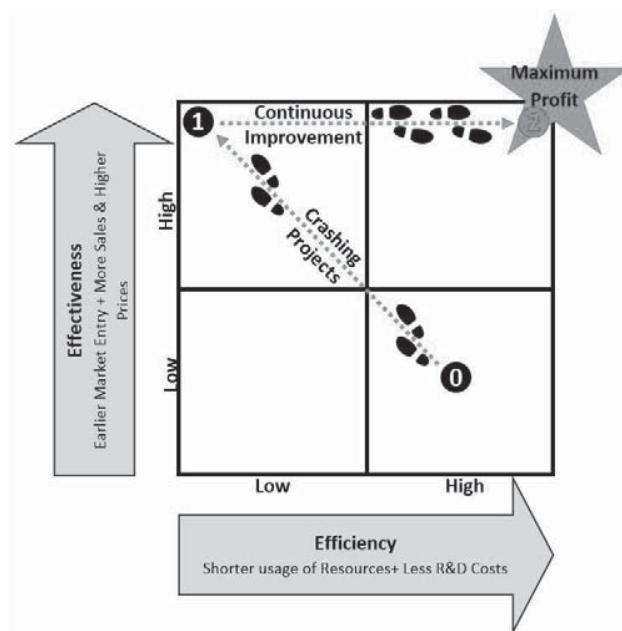 Maximum
Profit
1
Continuous
Improvement
2
Crashing
Projects
0
High
Low
Effectiveness
Earlier Market Entry + More Sales & Higher
Prices
Low
High
Efficiency
Shorter usage of Resources+ Less R&D Costs